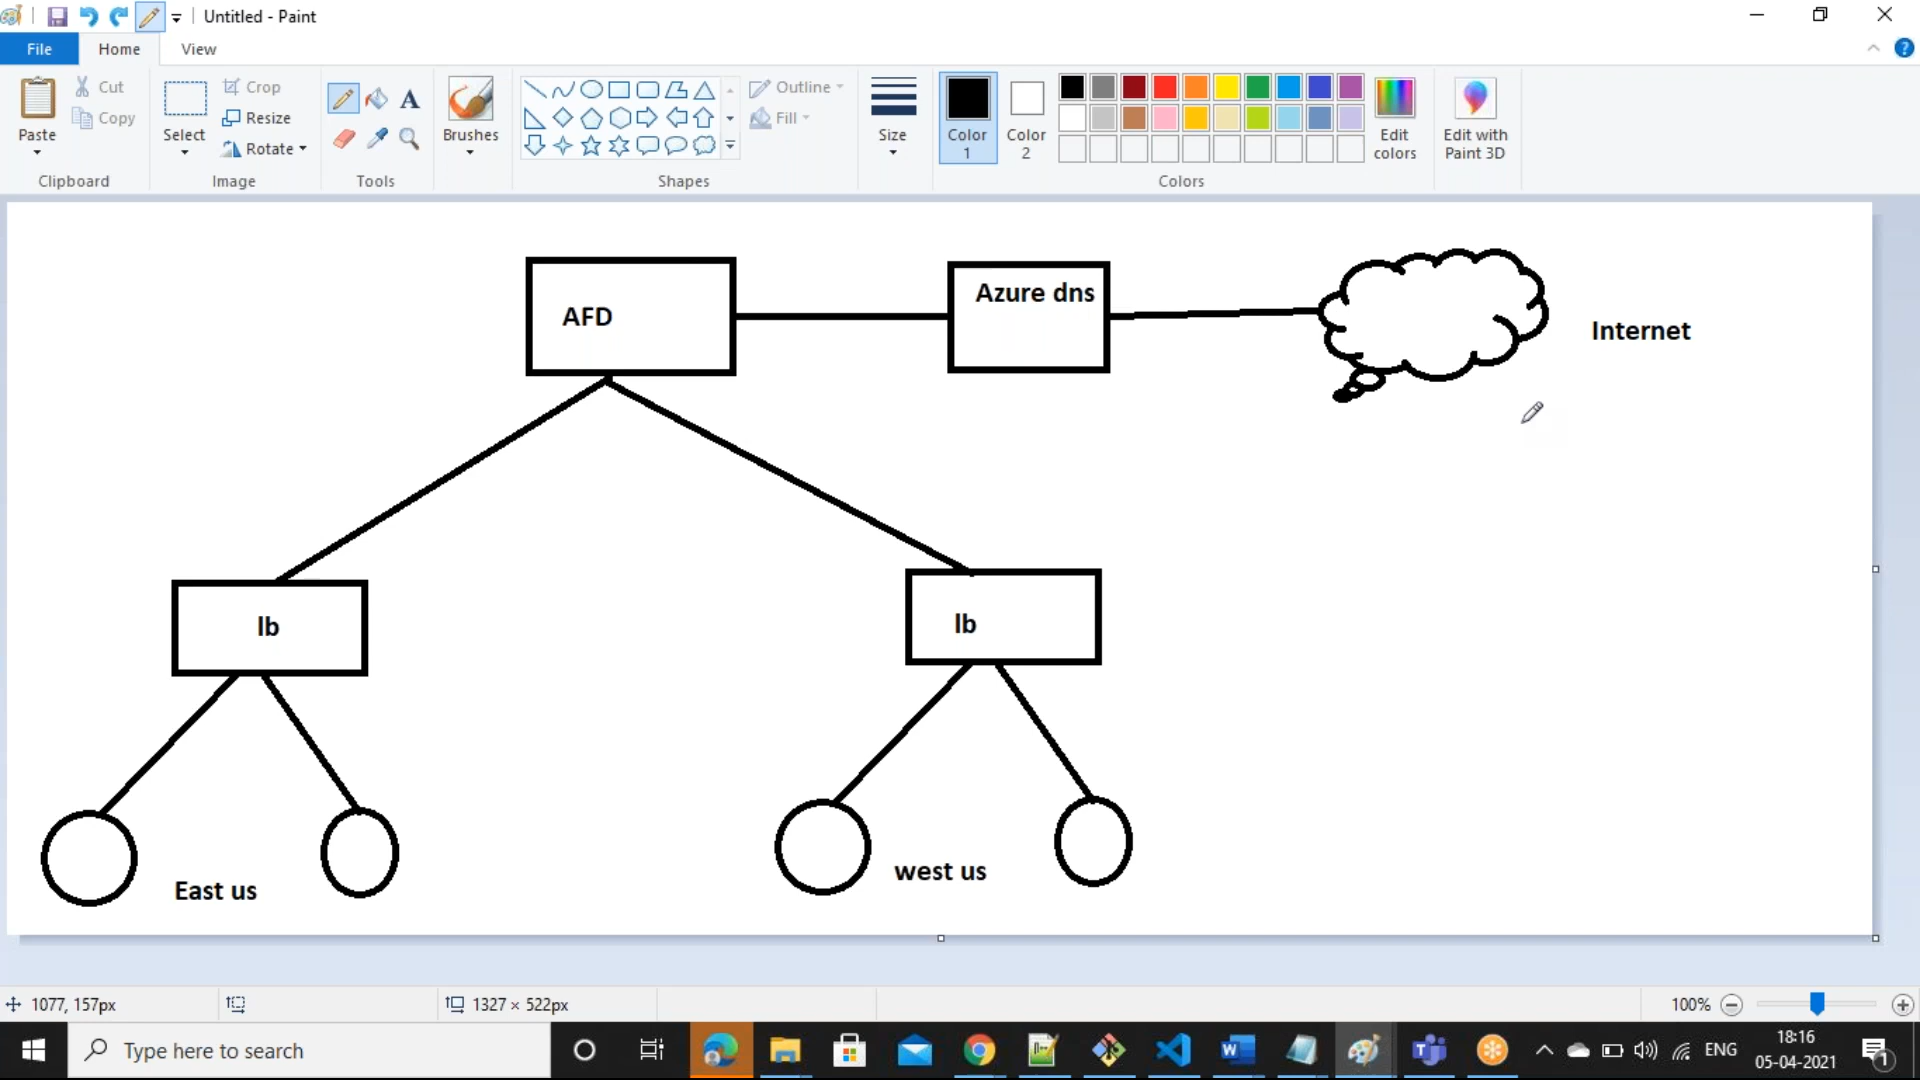 Untitled - Paint
File
Home
View
Paste
Cut
Copy
Clipboard
Select
Crop
Resize
Rotate
Image
Tools
Brushes
Shapes
Outline
Fill
Size
Color
1
Color
2
Edit
colors
Colors
Edit with
Paint 3D
AFD
Azure dns
Internet
lb
lb
East us
west us
1077, 157px
1327 × 522px
100%
Type here to search
ENG
18:16
05-04-2021
1